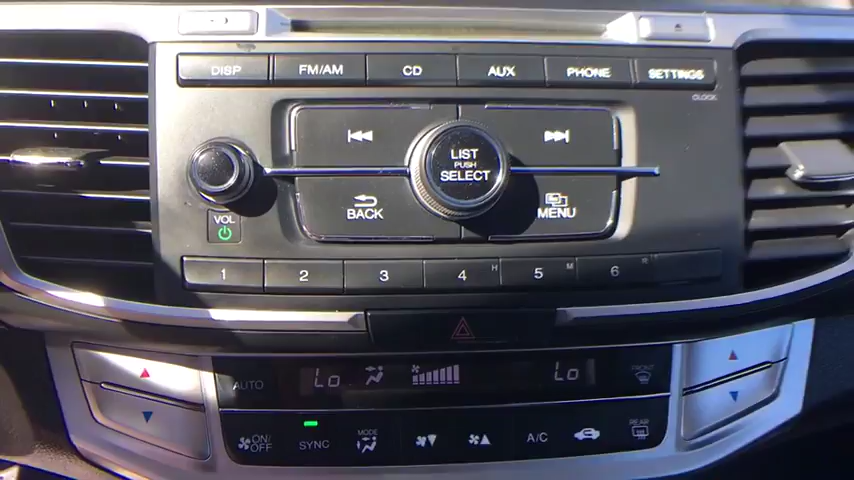 DISP FM/AM CD AUX PHONE SETTINGS
CLOCK
LIST
PUSH
SELECT
BACK MENU
VOL
1 2 3 4 H 5 M 6 R
AUTO Lo Lo FRONT
ON/OFF SYNC MODE A/C REAR